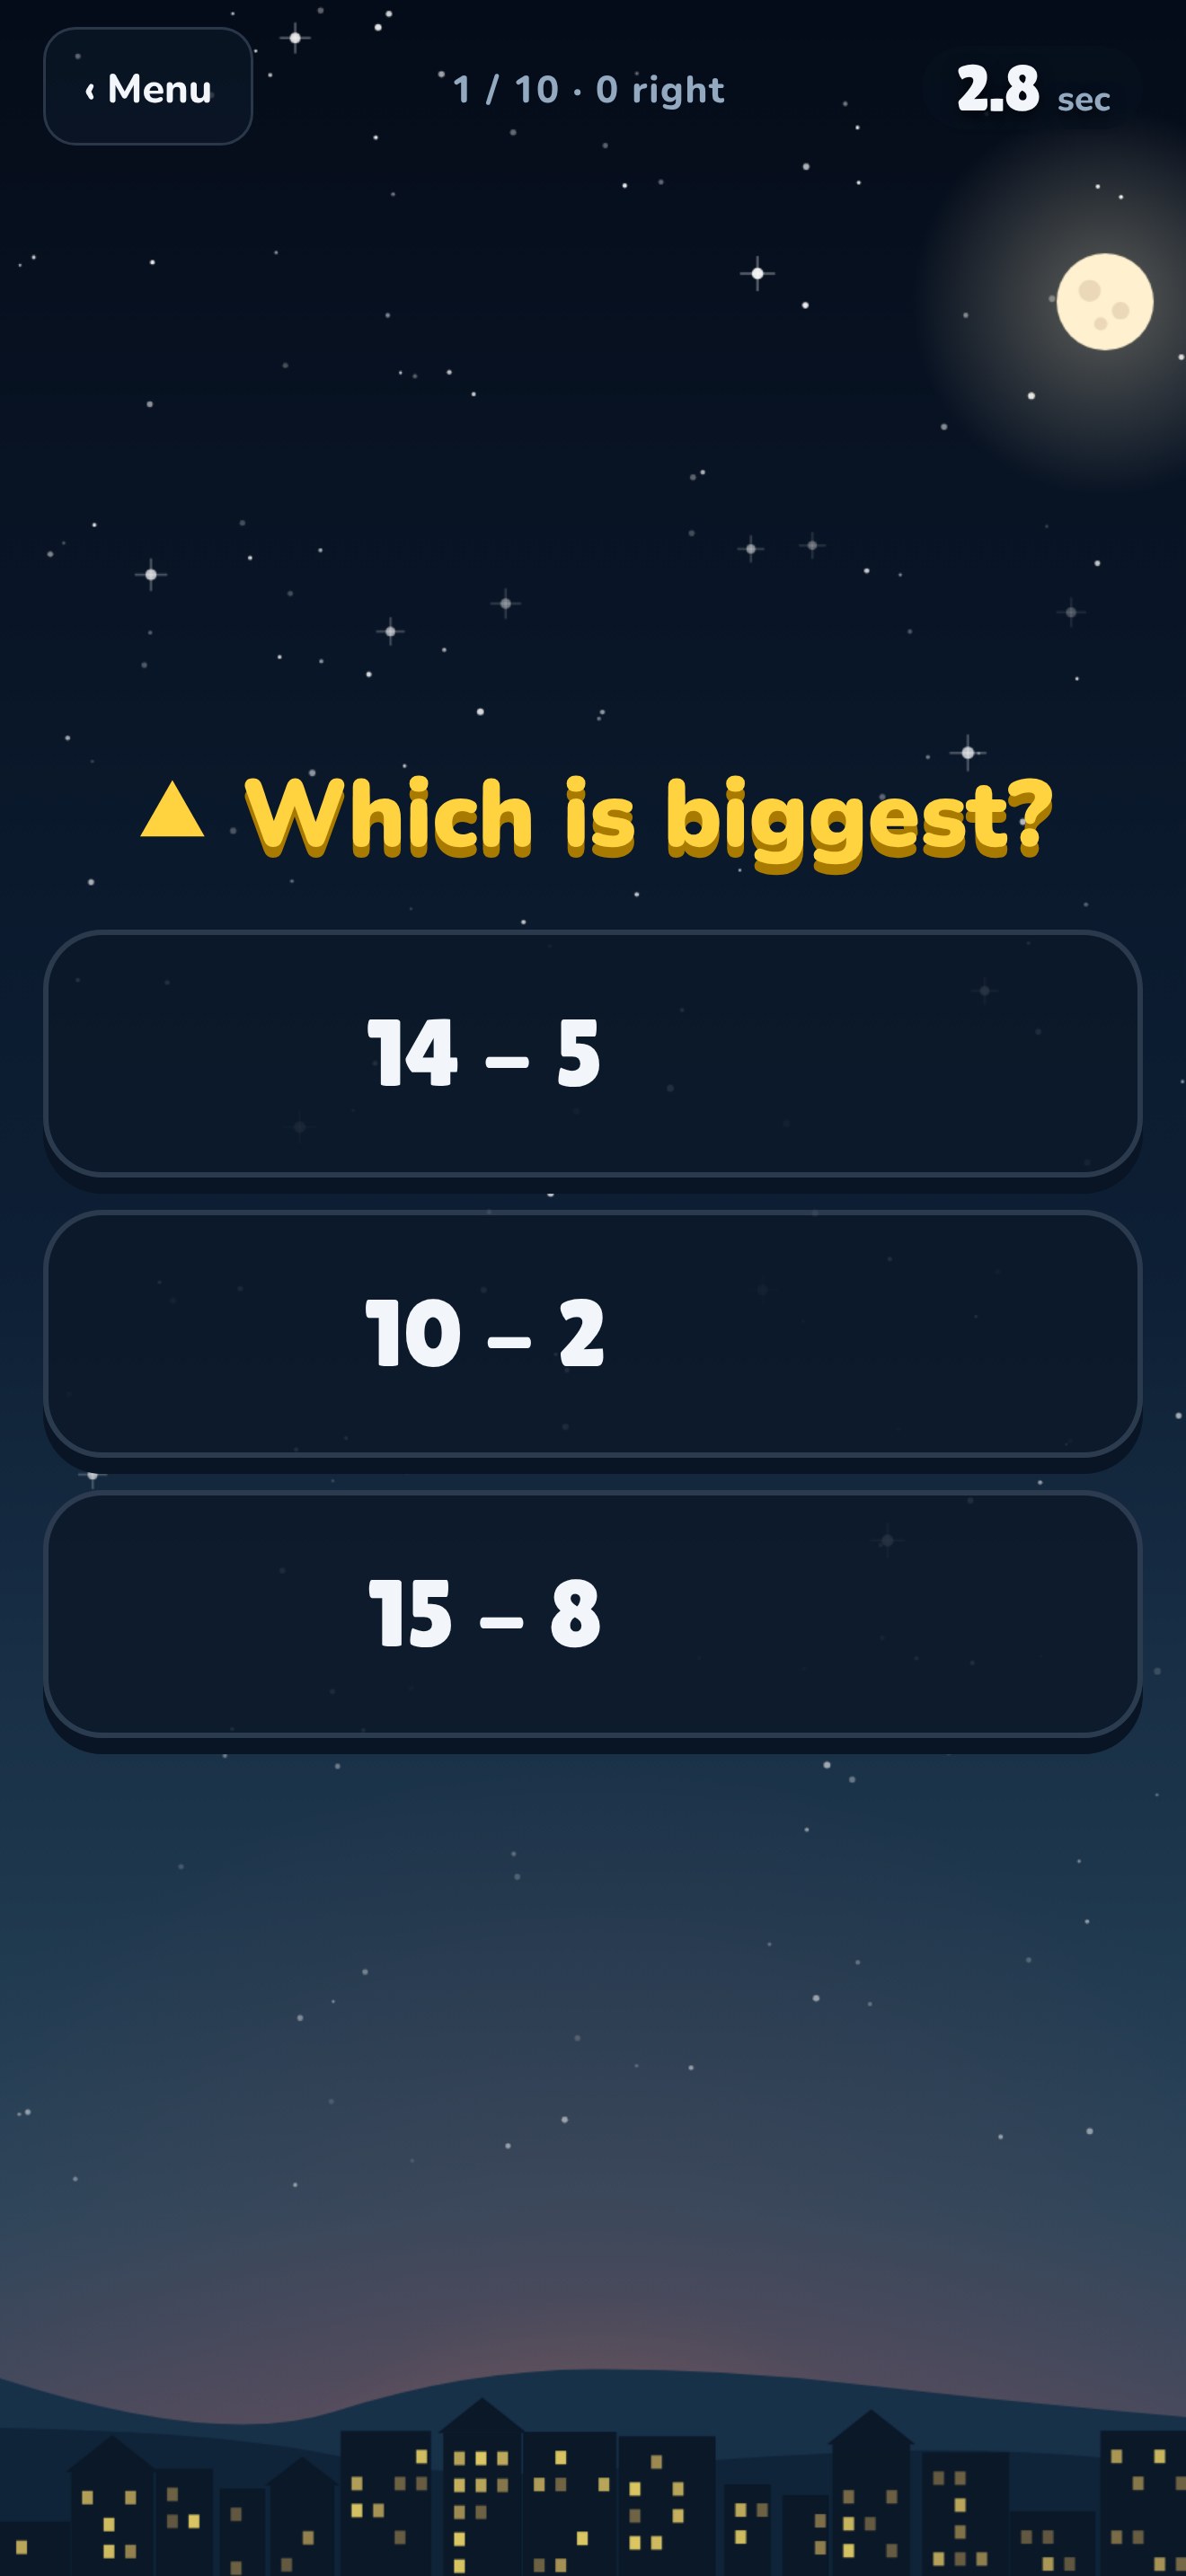 ‹ Menu
1 / 10 · 0 right
2.8 sec
▲ Which is biggest?
14 – 5
10 – 2
15 – 8